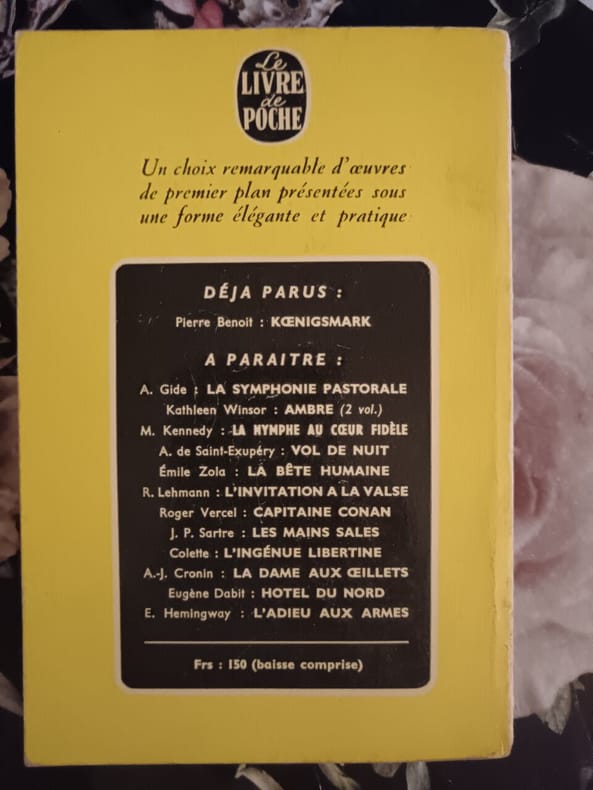 Le
LIVRE
de
POCHE
Un choix remarquable d'œuvres
de premier plan présentées sous
une forme élégante et pratique
DÉJA PARUS :
Pierre Benoit : KŒNIGSMARK
A PARAITRE :
A. Gide : LA SYMPHONIE PASTORALE
Kathleen Winsor : AMBRE (2 vol.)
M. Kennedy : LA NYMPHE AU CŒUR FIDÈLE
A. de Saint-Exupéry : VOL DE NUIT
Émile Zola : LA BÊTE HUMAINE
R. Lehmann : L'INVITATION A LA VALSE
Roger Vercel : CAPITAINE CONAN
J. P. Sartre : LES MAINS SALES
Colette : L'INGÉNUE LIBERTINE
A.-J. Cronin : LA DAME AUX ŒILLETS
Eugène Dabit : HOTEL DU NORD
E. Hemingway : L'ADIEU AUX ARMES
Frs : 150 (baisse comprise)